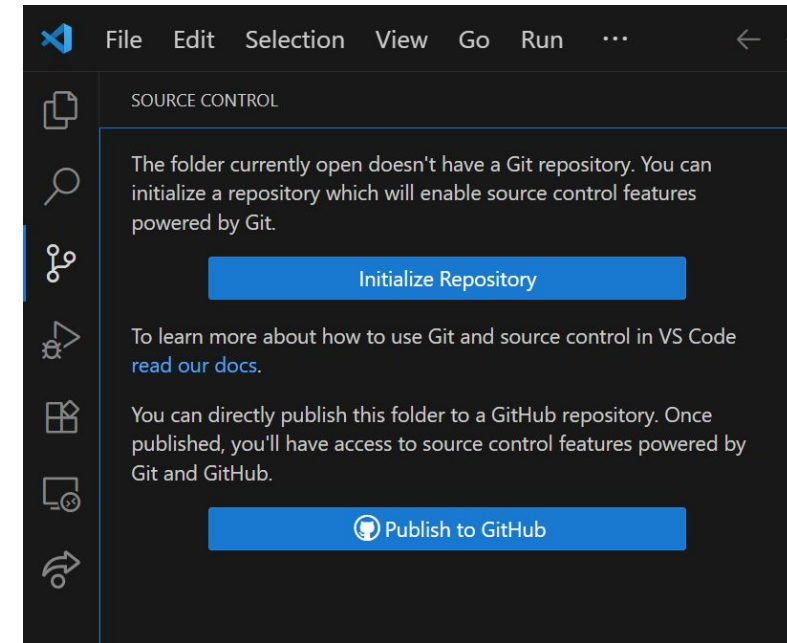 File Edit Selection View Go Run ···
SOURCE CONTROL
The folder currently open doesn't have a Git repository. You can
initialize a repository which will enable source control features
powered by Git.
Initialize Repository
To learn more about how to use Git and source control in VS Code
read our docs.
You can directly publish this folder to a GitHub repository. Once
published, you'll have access to source control features powered by
Git and GitHub.
Publish to GitHub